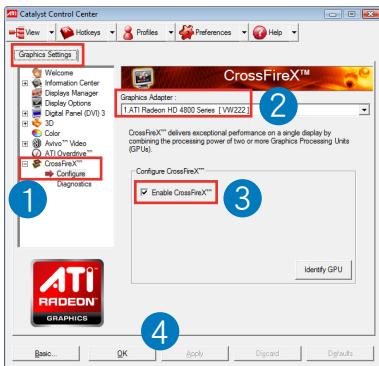 Catalyst Control Center
View Hotkeys Profiles Preferences Help
Graphics Settings
Welcome
Information Center
Displays Manager
Display Options
Digital Panel (DVI) 3
3D
Color
Avivo™ Video
ATI Overdrive™
CrossFireX™
Configure
Diagnostics
1
CrossFireX™
Graphics Adapter :
1.ATI Radeon HD 4800 Series [ VW222 ]
2
CrossFireX™ delivers exceptional performance on a single display by
combining the processing power of two or more Graphics Processing Units
(GPUs).
Configure CrossFireX™
Enable CrossFireX™
3
Identify GPU
ATI
RADEON
GRAPHICS
4
Basic... OK Apply Discard Defaults